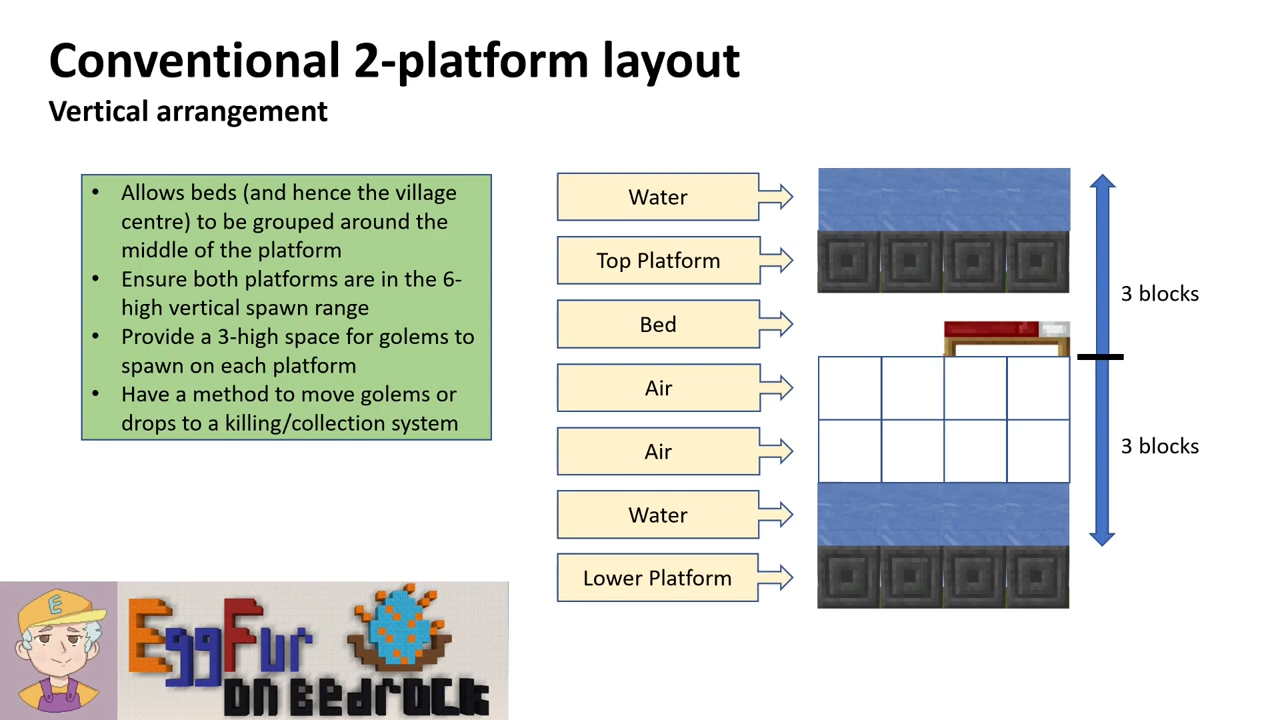 Conventional 2-platform layout
Vertical arrangement
• Allows beds (and hence the village
centre) to be grouped around the
middle of the platform
• Ensure both platforms are in the 6-
high vertical spawn range
• Provide a 3-high space for golems to
spawn on each platform
• Have a method to move golems or
drops to a killing/collection system
Water
Top Platform
Bed
Air
Air
Water
Lower Platform
3 blocks
3 blocks
E
EggFur
on Bedrock